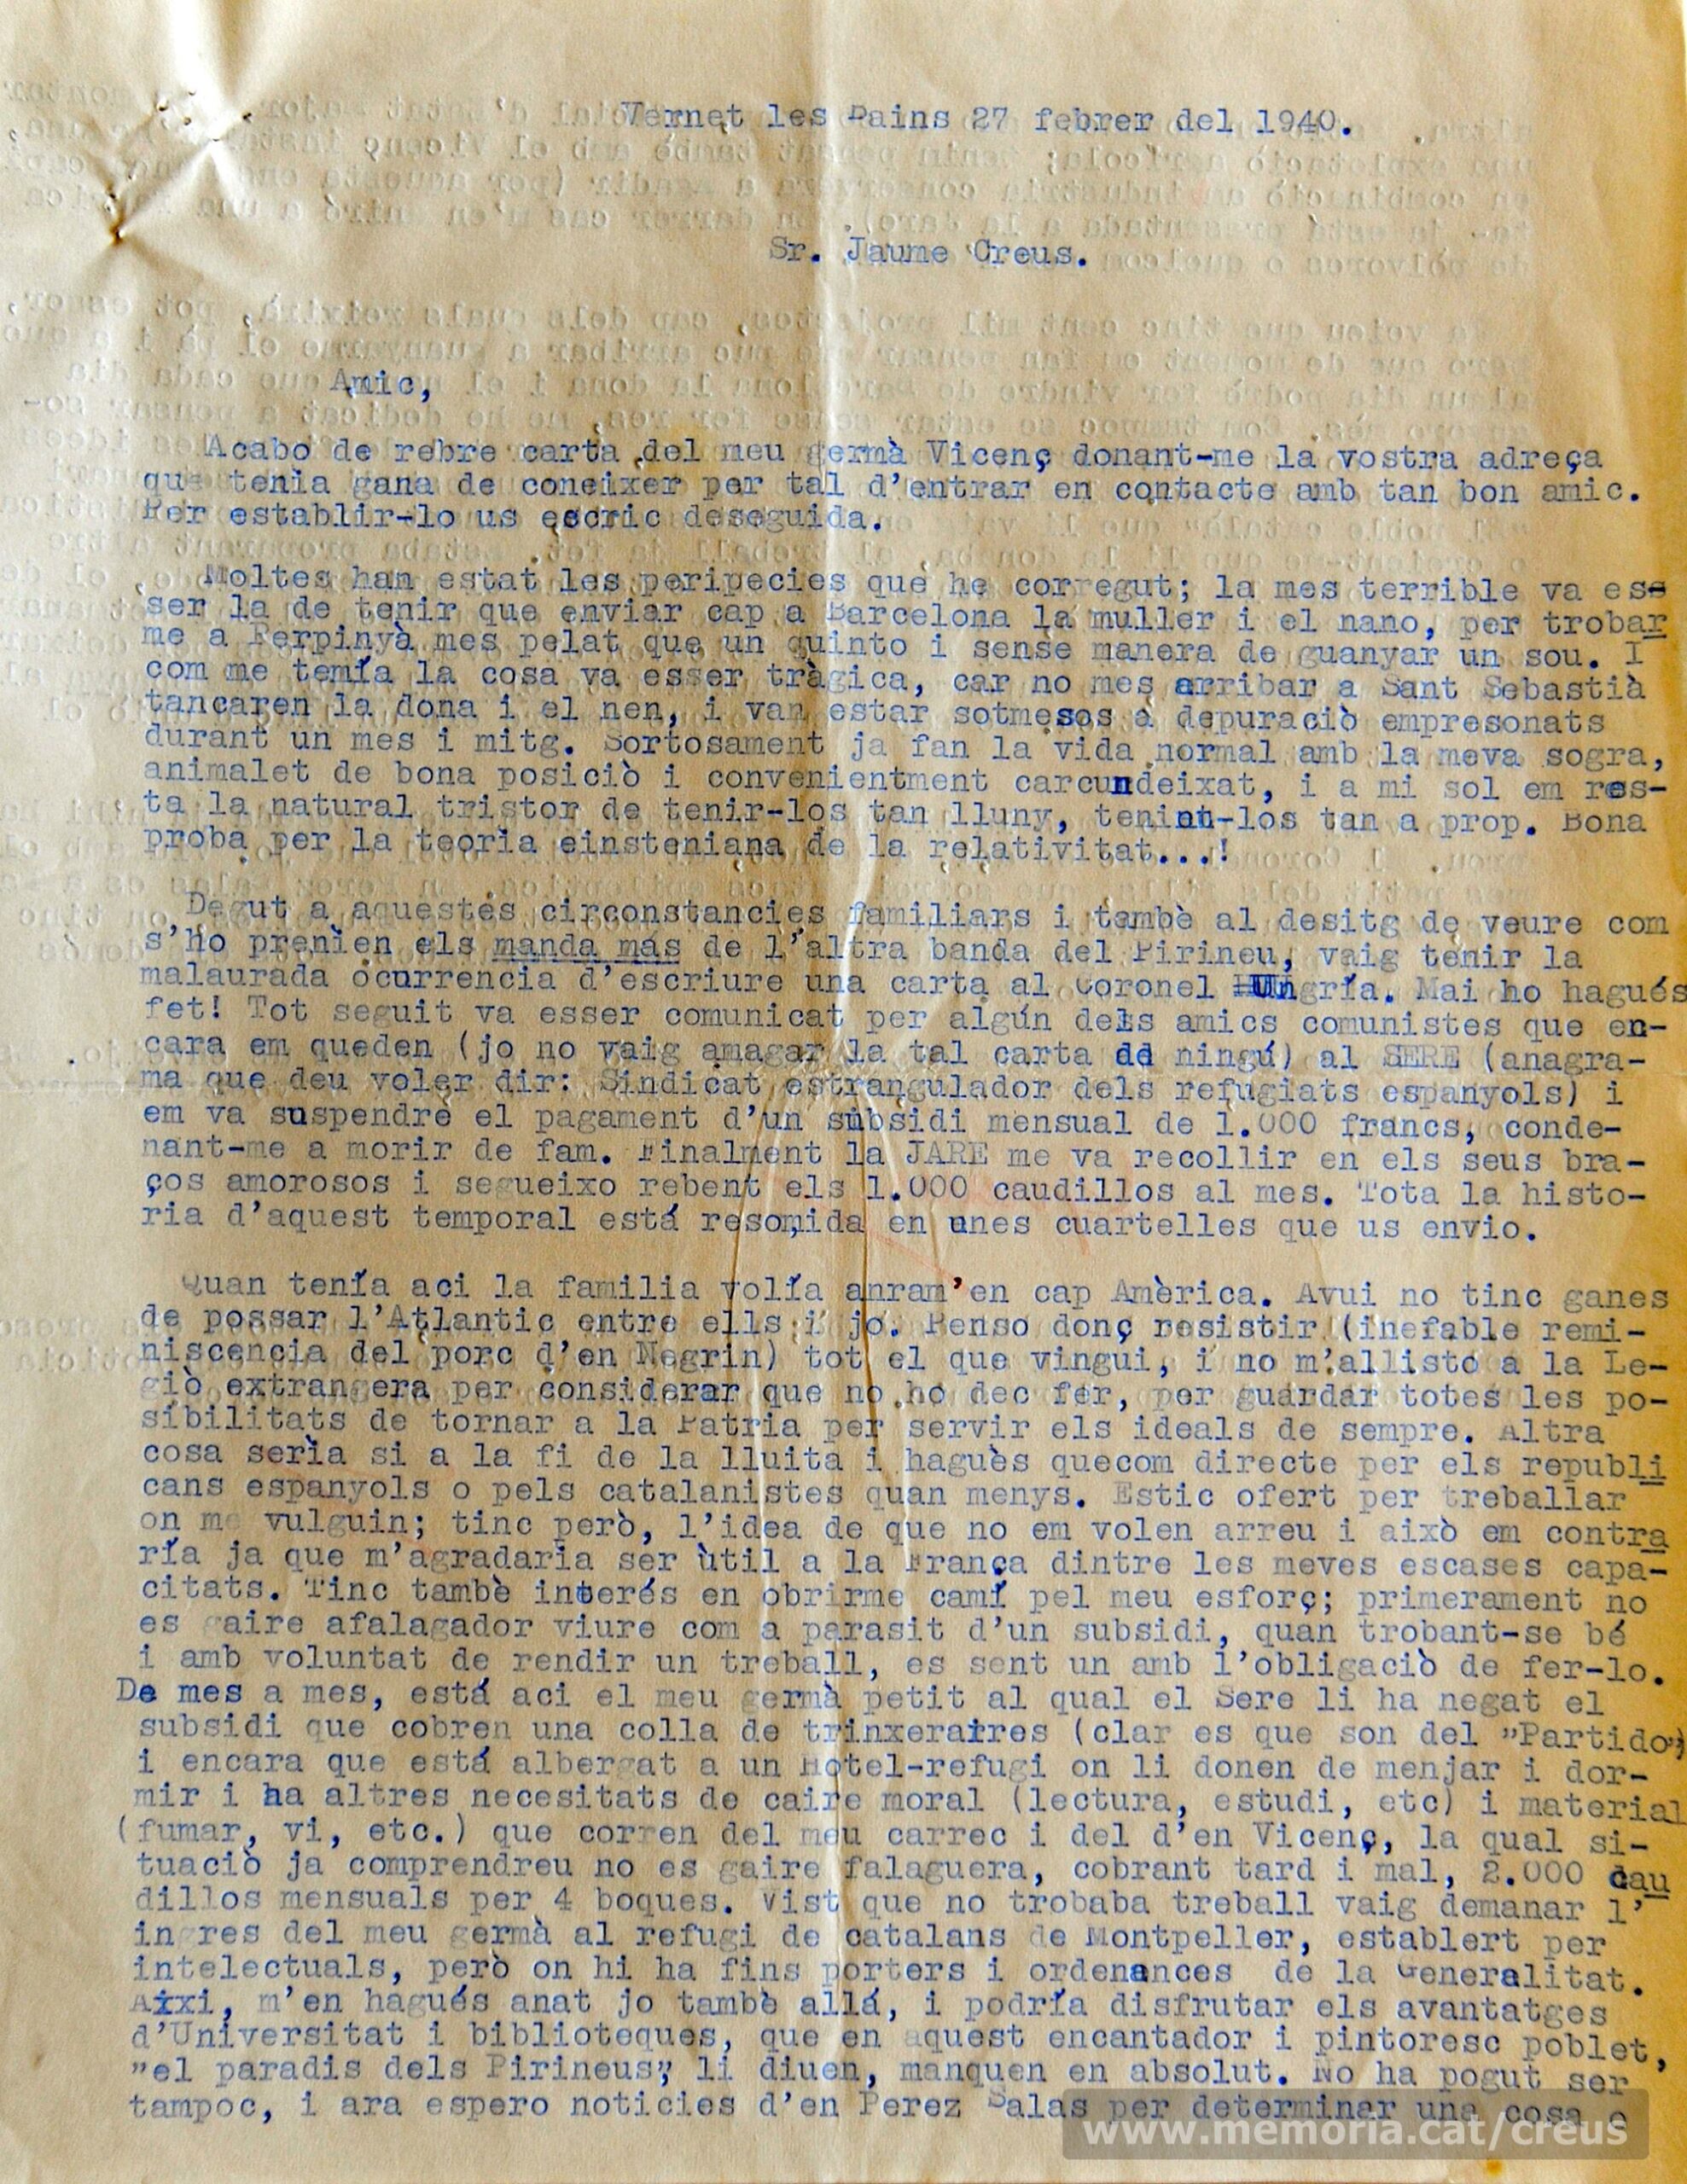 Vernet les Bains 27 febrer del 1940.
Sr. Jaume Creus.
Amic,
Acabo de rebre carta del meu germà Vicenç donant-me la vostra adreça
que tenia gana de coneixer per tal d'entrar en contacte amb tan bon amic.
Per establir-lo us escric deseguida.
Moltes han estat les peripecies que he corregut; la mes terrible va ess
ser la de tenir que enviar cap a Barcelona la muller i el nano, per trobar
me a Perpinyà mes pelat que un quinto i sense manera de guanyar un sou. I
com me temía la cosa va esser tràgica, car no mes arribar a Sant Sebastià
tancaren la dona i el nen, i van estar sotmesos a depuraciò empresonats
durant un mes i mitg. Sortosament ja fan la vida normal amb la meva sogra,
animalet de bona posiciò i convenientment carcundeixat, i a mi sol em res-
ta la natural tristor de tenir-los tan lluny, tenint-los tan a prop. Bona
proba per la teoria einsteniana de la relativitat...!
Degut a aquestes circonstancies familiars i tambè al desitg de veure com
s'ho prenìen els manda más de l'altra banda del Pirineu, vaig tenir la
malaurada ocurrencia d'escriure una carta al Coronel Ungría. Mai ho hagués
fet! Tot seguit va esser comunicat per algún dels amics comunistes que en-
cara em queden (jo no vaig amagar la tal carta dd ningú) al SERE (anagra-
ma que deu voler dir: Sindicat estrangulador dels refugiats espanyols) i
em va suspendre el pagament d'un subsidi mensual de 1.000 francs, conde-
nant-me a morir de fam. Finalment la JARE me va recollir en els seus bra-
ços amorosos i segueixo rebent els 1.000 caudillos al mes. Tota la histo-
ria d'aquest temporal está resomida en unes cuartelles que us envio.
Quan tenía aci la familia volía anram'en cap Amèrica. Avui no tinc ganes
de possar l'Atlantic entre ells i jo. Penso donç resistir (inefable remi-
niscencia del porc d'en Negrin) tot el que vingui, i no m'allisto a la Le-
giò extrangera per considerar que no ho dec fer, per guardar totes les po-
sibilitats de tornar a la Patria per servir els ideals de sempre. Altra
cosa serìa si a la fi de la lluita i hagués quecom directe per els republi
cans espanyols o pels catalanistes quan menys. Estic ofert per treballar
on me vulguin; tinc però, l'idea de que no em volen arreu i això em contra
ría ja que m'agradaria ser ùtil a la França dintre les meves escases capa-
citats. Tinc tambè interés en obrirme camí pel meu esforç; primerament no
es gaire afalagador viure com a parasit d'un subsidi, quan trobant-se bé
i amb voluntat de rendir un treball, es sent un amb l'obligaciò de fer-lo.
De mes a mes, está aci el meu germà petit al qual el Sere li ha negat el
subsidi que cobren una colla de trinxeraires (clar es que son del "Partido")
i encara que está albergat a un Hotel-refugi on li donen de menjar i dor-
mir i ha altres necesitats de caire moral (lectura, estudi, etc) i material
(fumar, vi, etc.) que corren del meu carrec i del d'en Vicenç, la qual si-
tuaciò ja comprendreu no es gaire falaguera, cobrant tard i mal, 2.000 cau
dillos mensuals per 4 boques. Vist que no trobaba treball vaig demanar l'
ingres del meu germà al refugi de catalans de Montpeller, establert per
intelectuals, però on hi ha fins porters i ordenances de la Generalitat.
Aixi, m'en hagués anat jo tambè allá, i podría disfrutar els avantatges
d'Universitat i biblioteques, que en aquest encantador i pintoresc poblet,
"el paradis dels Pirineus", li diuen, manquen en absolut. No ha pogut ser
tampoc, i ara espero noticies d'en Perez Salas per determinar una cosa o
www.memoria.cat/creus